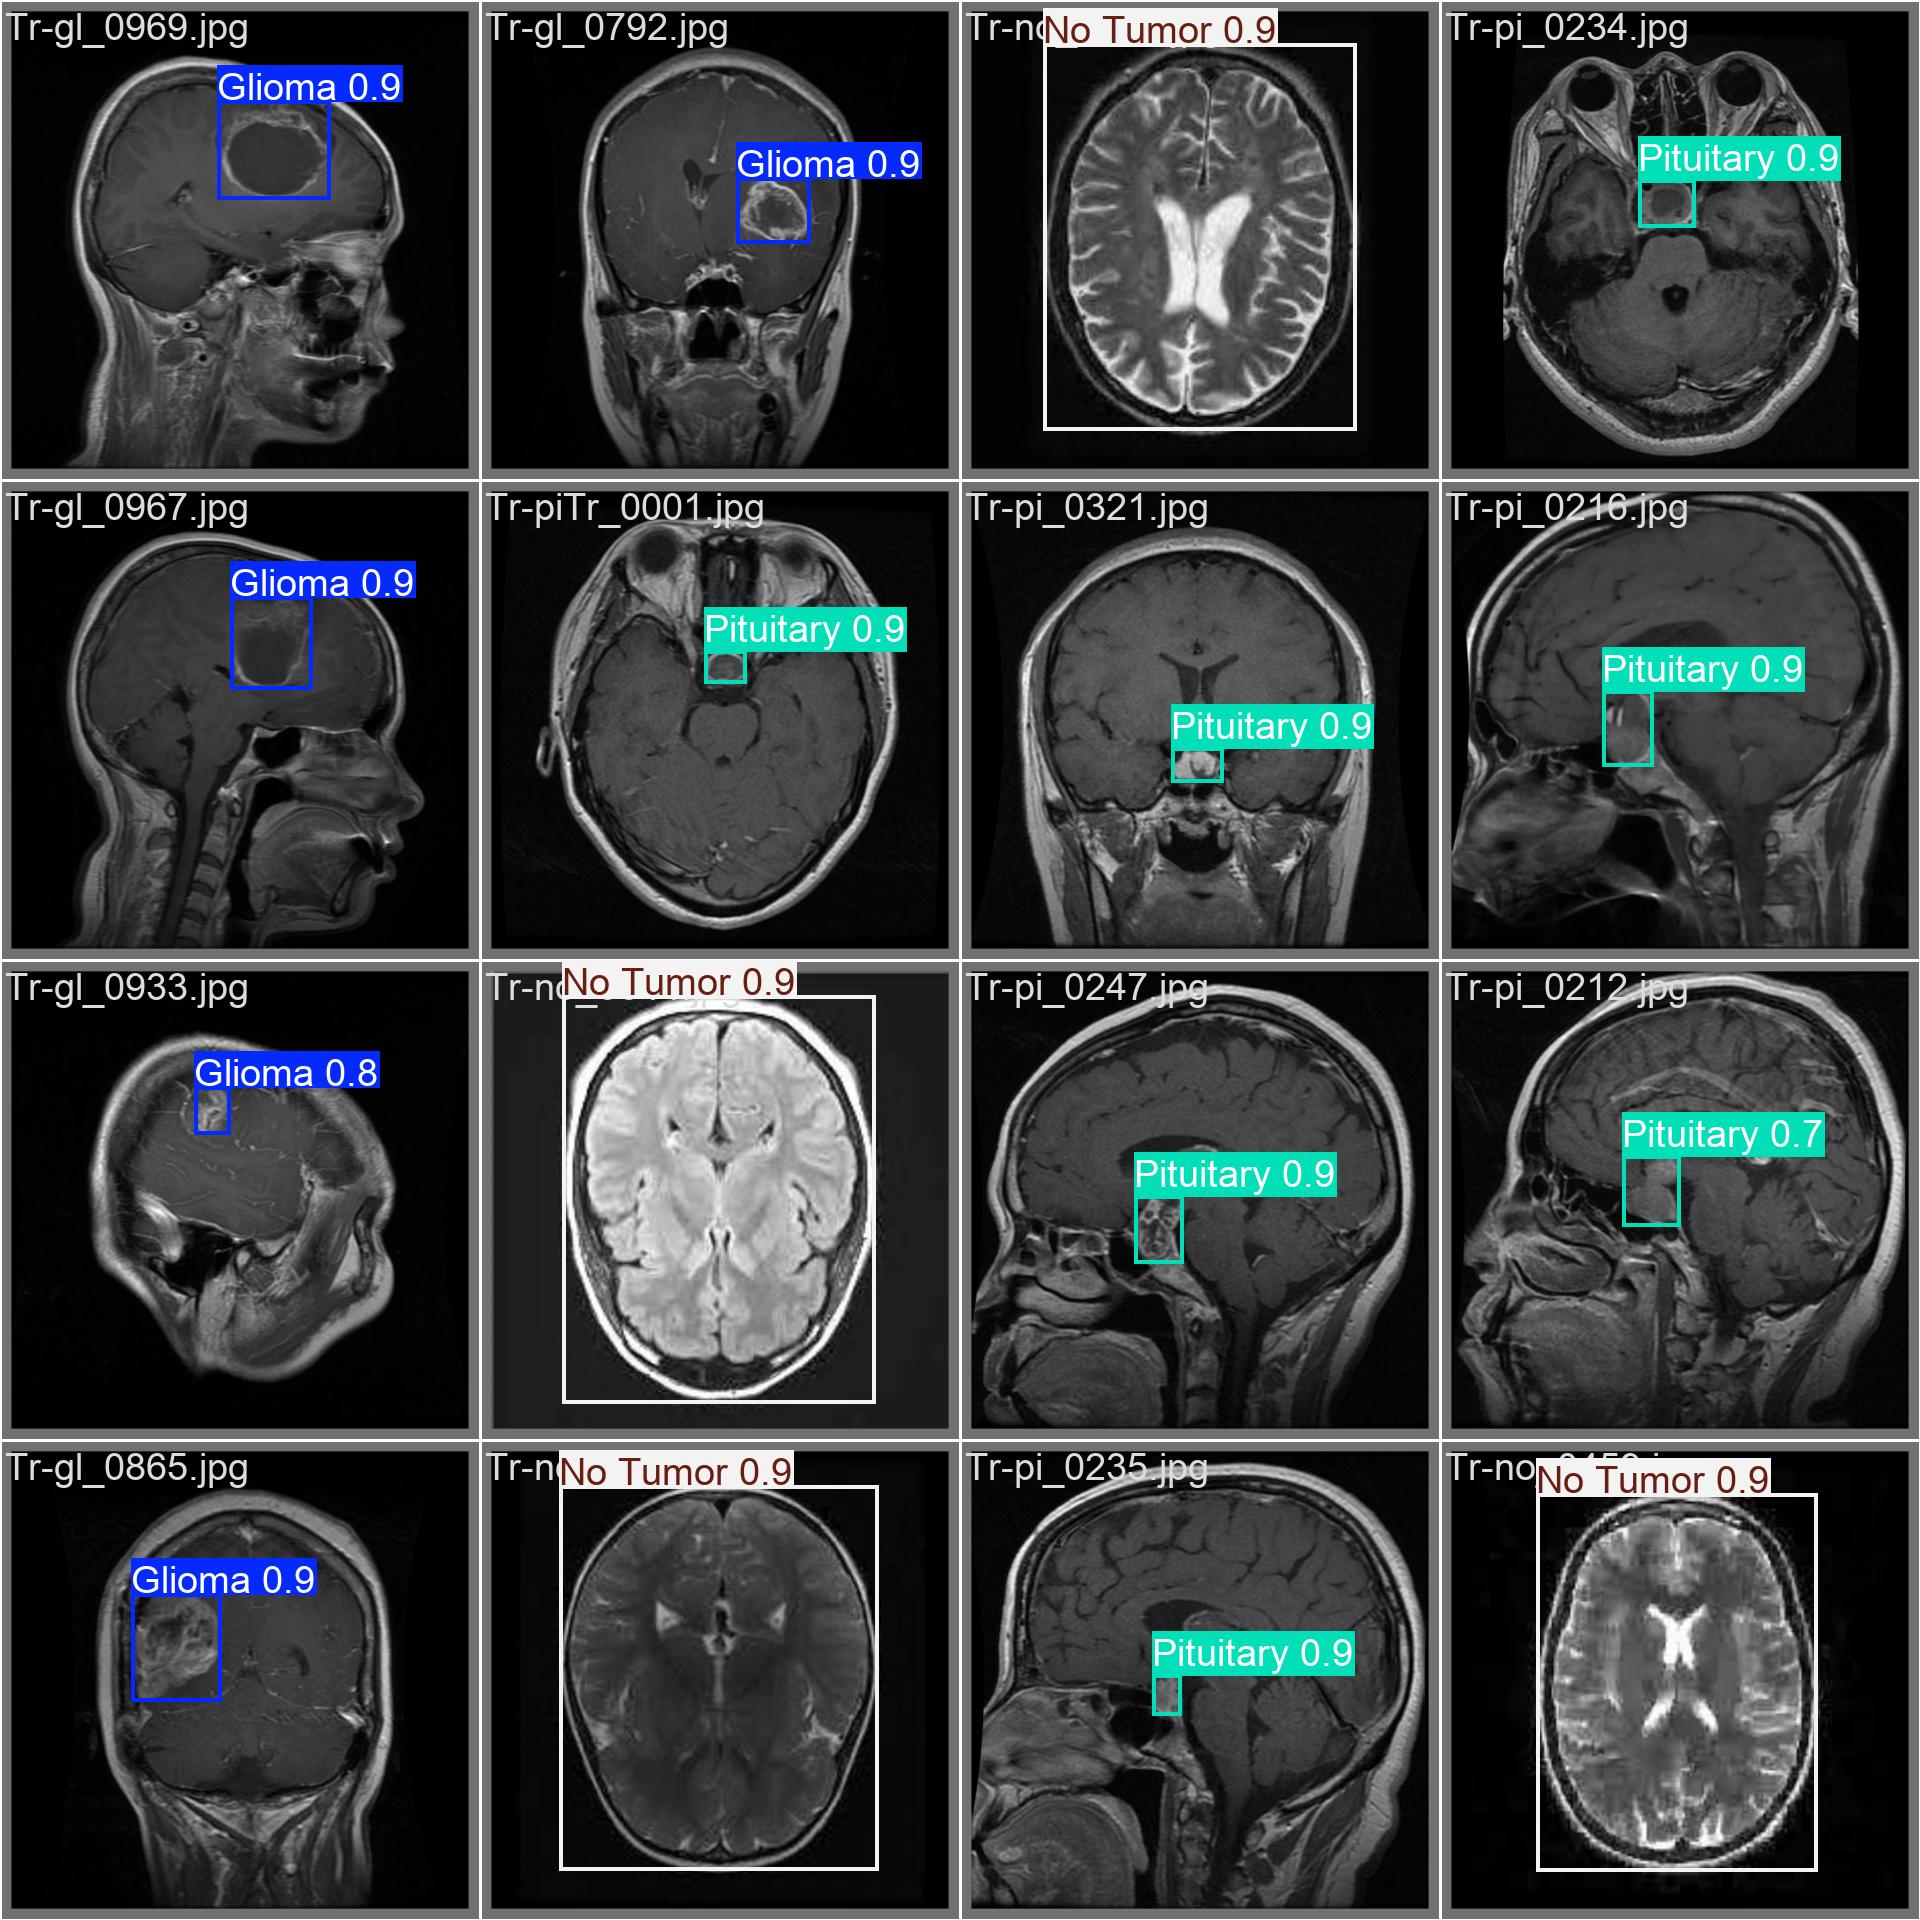 Tr-gl_0969.jpg
Glioma 0.9
Tr-gl_0792.jpg
Glioma 0.9
No Tumor 0.9
Tr-pi_0234.jpg
Pituitary 0.9
Tr-gl_0967.jpg
Glioma 0.9
Tr-piTr_0001.jpg
Pituitary 0.9
Tr-pi_0321.jpg
Pituitary 0.9
Tr-pi_0216.jpg
Pituitary 0.9
Tr-gl_0933.jpg
Glioma 0.8
No Tumor 0.9
Tr-pi_0247.jpg
Pituitary 0.9
Tr-pi_0212.jpg
Pituitary 0.7
Tr-gl_0865.jpg
Glioma 0.9
No Tumor 0.9
Tr-pi_0235.jpg
Pituitary 0.9
No Tumor 0.9